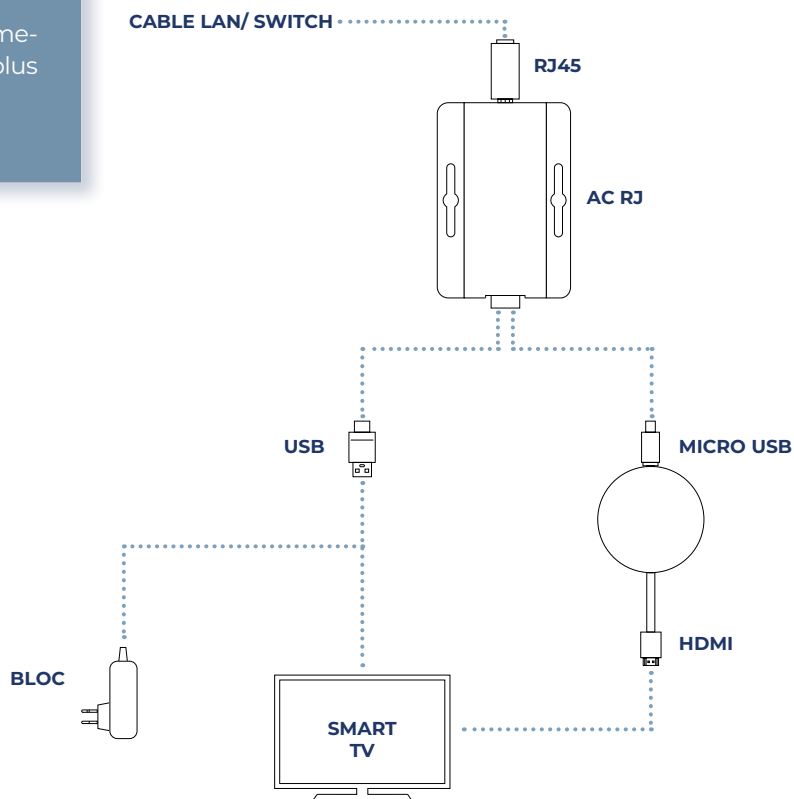 me-
plus
CABLE LAN/ SWITCH
RJ45
AC RJ
USB
MICRO USB
HDMI
BLOC
SMART
TV